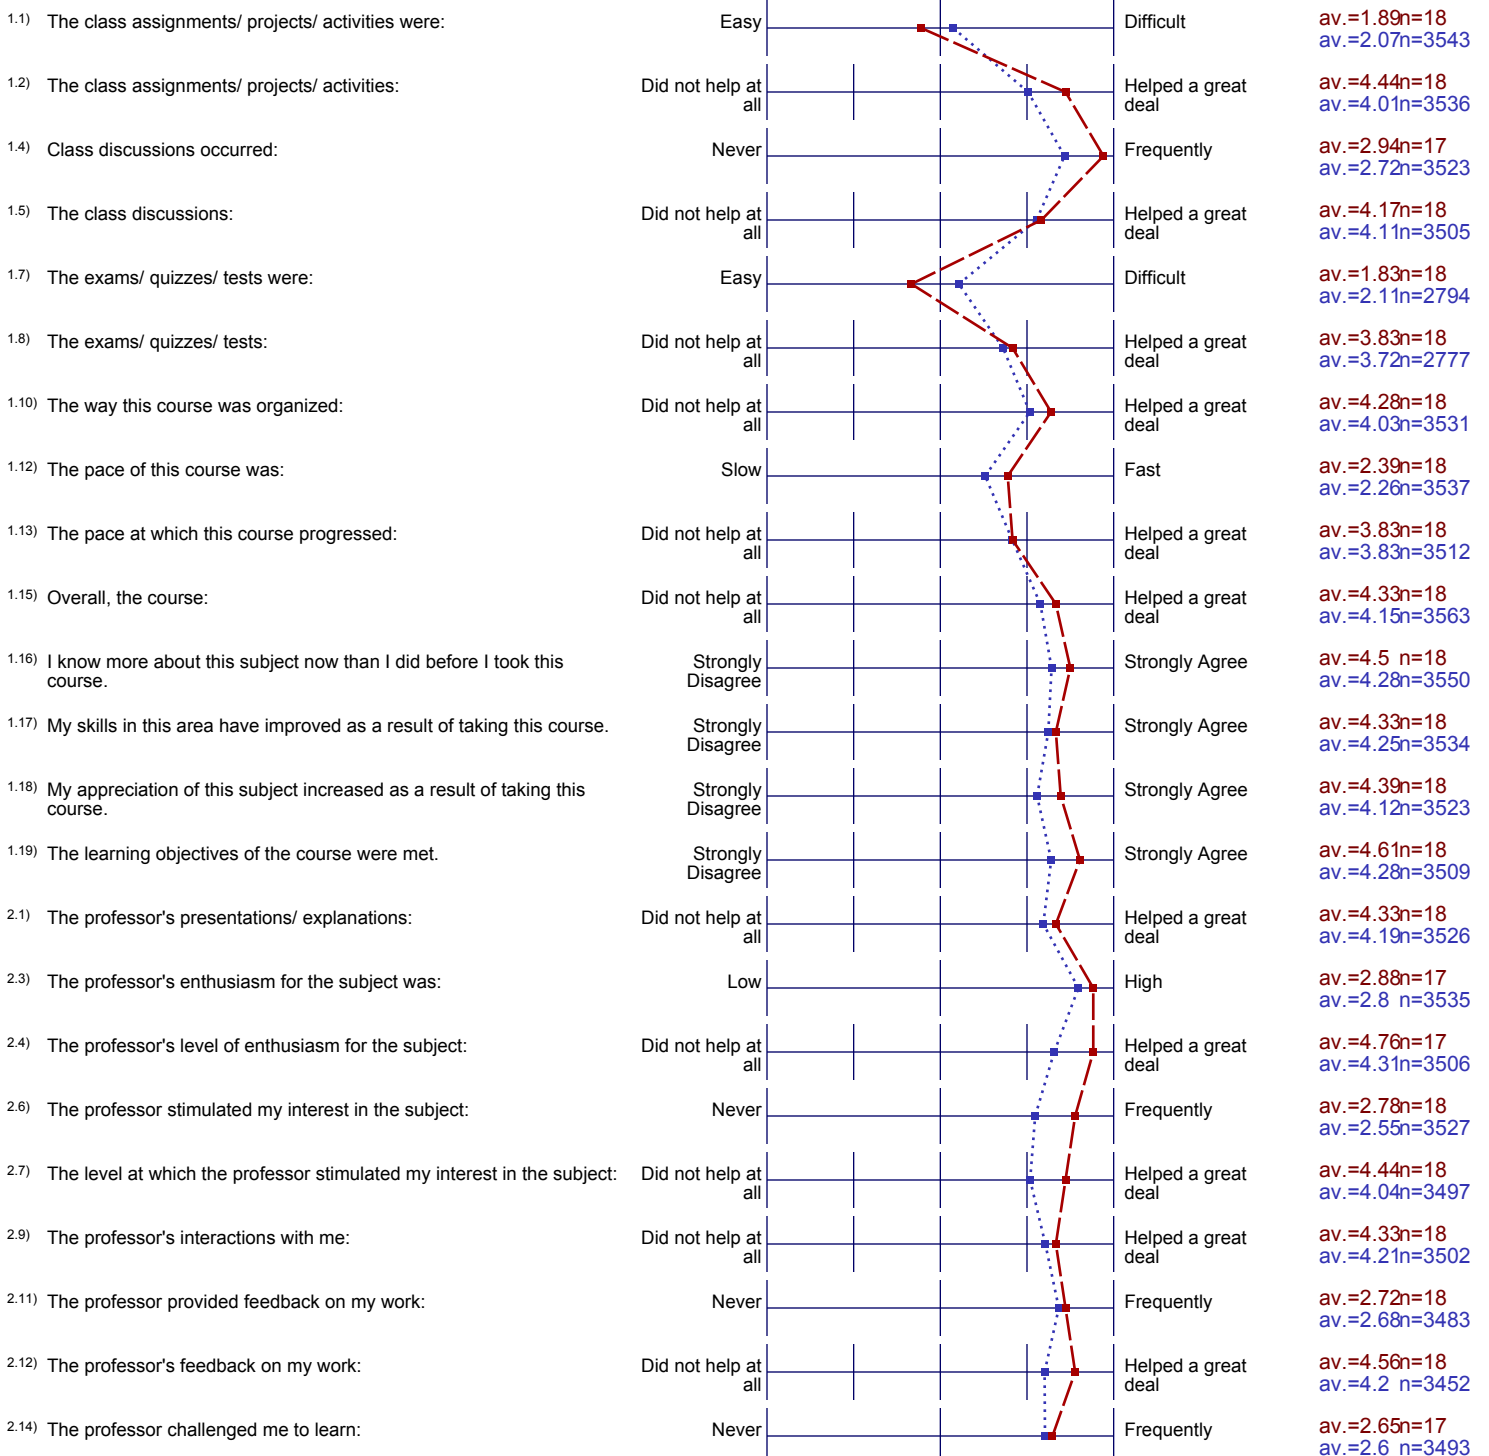 1.1) The class assignments/ projects/ activities were: Easy Difficult av.=1.89n=18
av.=2.07n=3543
1.2) The class assignments/ projects/ activities: Did not help at Helped a great av.=4.44n=18
all deal av.=4.01n=3536
1.4) Class discussions occurred: Never Frequently av.=2.94n=17
av.=2.72n=3523
1.5) The class discussions: Did not help at Helped a great av.=4.17n=18
all deal av.=4.11n=3505
1.7) The exams/ quizzes/ tests were: Easy Difficult av.=1.83n=18
av.=2.11n=2794
1.8) The exams/ quizzes/ tests: Did not help at Helped a great av.=3.83n=18
all deal av.=3.72n=2777
1.10) The way this course was organized: Did not help at Helped a great av.=4.28n=18
all deal av.=4.03n=3531
1.12) The pace of this course was: Slow Fast av.=2.39n=18
av.=2.26n=3537
1.13) The pace at which this course progressed: Did not help at Helped a great av.=3.83n=18
all deal av.=3.83n=3512
1.15) Overall, the course: Did not help at Helped a great av.=4.33n=18
all deal av.=4.15n=3563
1.16) I know more about this subject now than I did before I took this Strongly Strongly Agree av.=4.5 n=18
course. Disagree av.=4.28n=3550
1.17) My skills in this area have improved as a result of taking this course. Strongly Strongly Agree av.=4.33n=18
Disagree av.=4.25n=3534
1.18) My appreciation of this subject increased as a result of taking this Strongly Strongly Agree av.=4.39n=18
course. Disagree av.=4.12n=3523
1.19) The learning objectives of the course were met. Strongly Strongly Agree av.=4.61n=18
Disagree av.=4.28n=3509
2.1) The professor's presentations/ explanations: Did not help at Helped a great av.=4.33n=18
all deal av.=4.19n=3526
2.3) The professor's enthusiasm for the subject was: Low High av.=2.88n=17
av.=2.8 n=3535
2.4) The professor's level of enthusiasm for the subject: Did not help at Helped a great av.=4.76n=17
all deal av.=4.31n=3506
2.6) The professor stimulated my interest in the subject: Never Frequently av.=2.78n=18
av.=2.55n=3527
2.7) The level at which the professor stimulated my interest in the subject: Did not help at Helped a great av.=4.44n=18
all deal av.=4.04n=3497
2.9) The professor's interactions with me: Did not help at Helped a great av.=4.33n=18
all deal av.=4.21n=3502
2.11) The professor provided feedback on my work: Never Frequently av.=2.72n=18
av.=2.68n=3483
2.12) The professor's feedback on my work: Did not help at Helped a great av.=4.56n=18
all deal av.=4.2 n=3452
2.14) The professor challenged me to learn: Never Frequently av.=2.65n=17
av.=2.6 n=3493